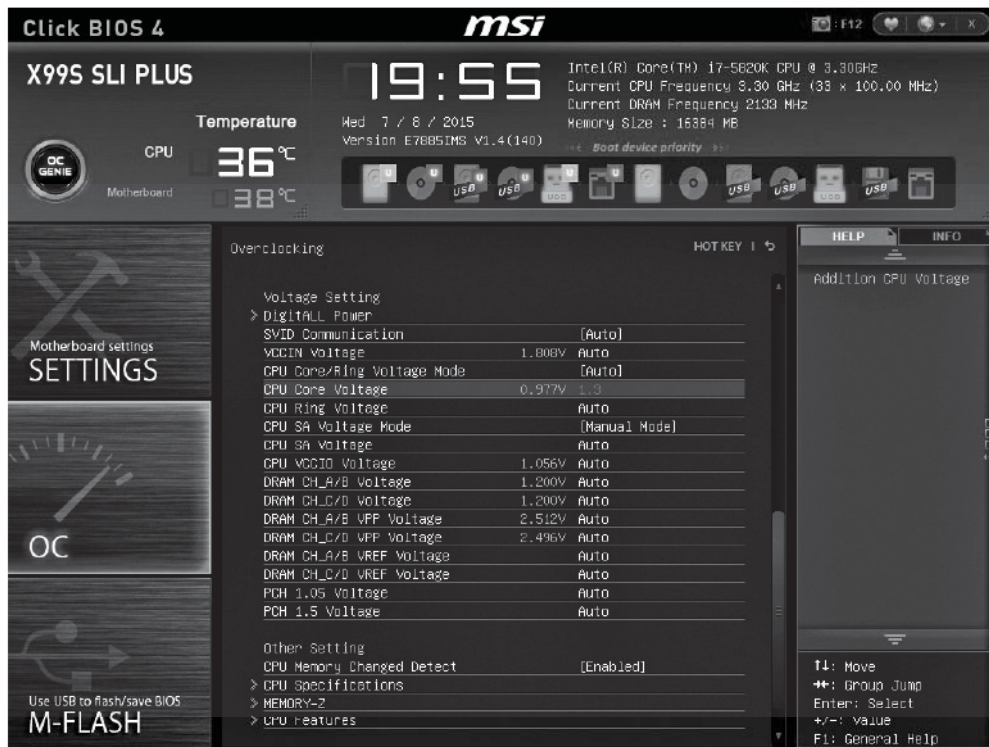 Click BIOS 4
msi
: F12
X
X99S SLI PLUS
19:55
Intel(R) Core(TM) i7-5820K CPU @ 3.30GHz
Current CPU Frequency 3.30 GHz (33 x 100.00 MHz)
Current DRAM Frequency 2133 MHz
Memory Size : 16384 MB
Wed 7 / 8 / 2015
Version E7885IMS V1.4(140)
Temperature
OC GENIE
CPU 36°C
Motherboard 38°C
Boot device priority
U U U U U U
USB USB USB USB USB USB USB
Motherboard settings
SETTINGS
OC
Use USB to flash/save BIOS
M-FLASH
Overclocking
HOT KEY |
Voltage Setting
> DigitALL Power
SVID Communication [Auto]
VCCIN Voltage 1.808V Auto
CPU Core/Ring Voltage Mode [Auto]
CPU Core Voltage 0.977V 1.3
CPU Ring Voltage Auto
CPU SA Voltage Mode [Manual Mode]
CPU SA Voltage Auto
CPU VCCIO Voltage 1.056V Auto
DRAM CH_A/B Voltage 1.200V Auto
DRAM CH_C/D Voltage 1.200V Auto
DRAM CH_A/B VPP Voltage 2.512V Auto
DRAM CH_C/D VPP Voltage 2.496V Auto
DRAM CH_A/B VREF Voltage Auto
DRAM CH_C/D VREF Voltage Auto
PCH 1.05 Voltage Auto
PCH 1.5 Voltage Auto
Other Setting
CPU Memory Changed Detect [Enabled]
> CPU Specifications
> MEMORY-Z
> CPU Features
HELP
INFO
Addition CPU Voltage
↑↓: Move
→←: Group Jump
Enter: Select
+/-: Value
F1: General Help